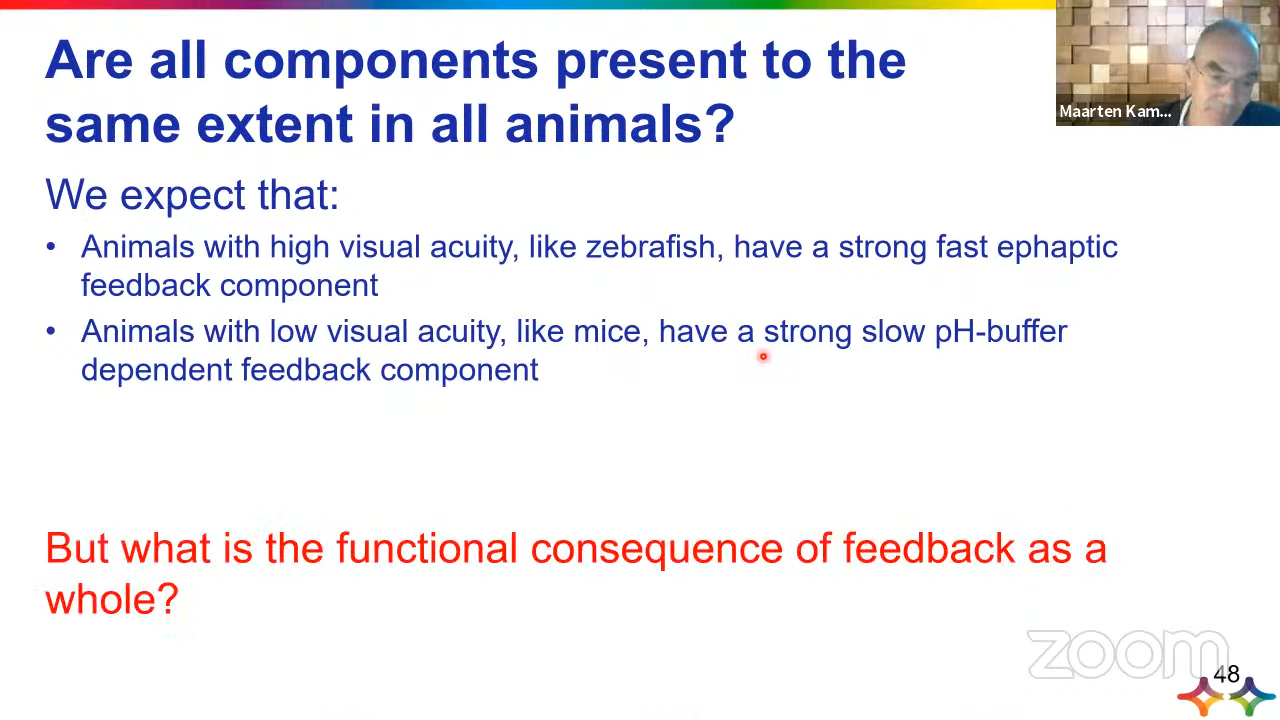 Are all components present to the
same extent in all animals?
Maarten Kam...
We expect that:
• Animals with high visual acuity, like zebrafish, have a strong fast ephaptic
feedback component
• Animals with low visual acuity, like mice, have a strong slow pH-buffer
dependent feedback component
But what is the functional consequence of feedback as a
whole?
zoom
48